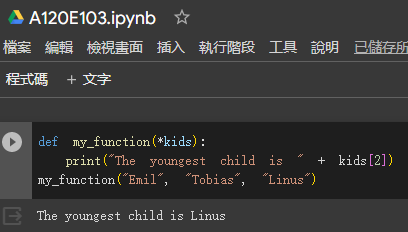 A120E103.ipynb
檔案 編輯 檢視畫面 插入 執行階段 工具 說明 已儲存所
程式碼 + 文字
def my_function(*kids):
    print("The youngest child is " + kids[2])
my_function("Emil", "Tobias", "Linus")
The youngest child is Linus